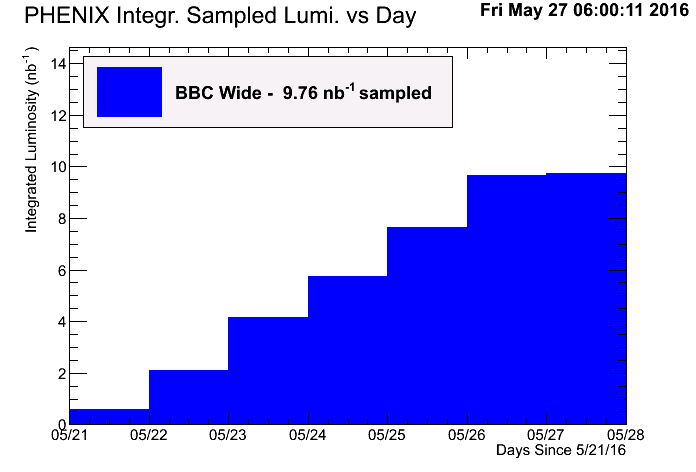 PHENIX Integr. Sampled Lumi. vs Day
Fri May 27 06:00:11 2016
Integrated Luminosity (nb⁻¹)
14
12
10
8
6
4
2
0
BBC Wide - 9.76 nb⁻¹ sampled
05/21 05/22 05/23 05/24 05/25 05/26 05/27 05/28
Days Since 5/21/16